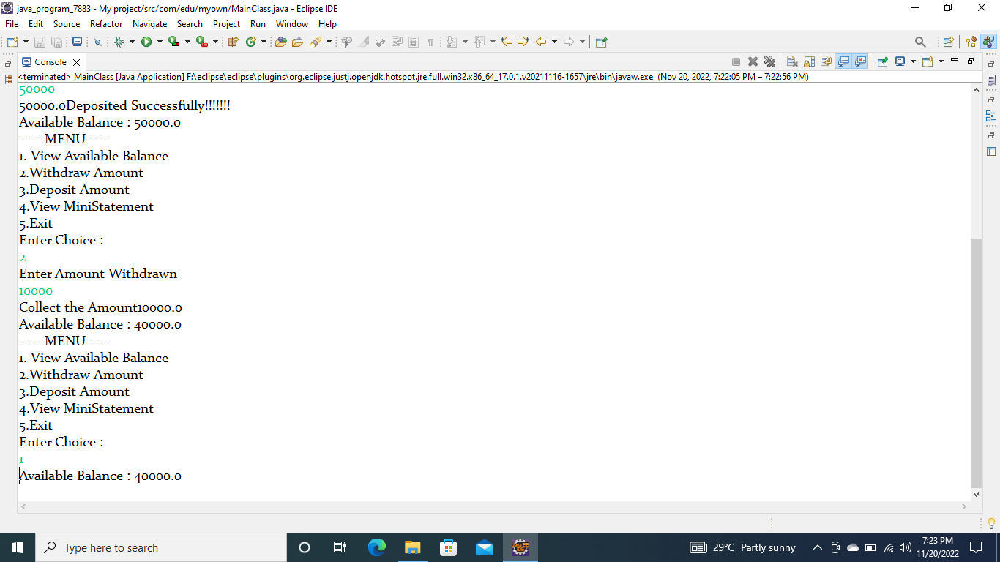 java_program_7883 - My project/src/com/edu/myown/MainClass.java - Eclipse IDE
File Edit Source Refactor Navigate Search Project Run Window Help
Console
<terminated> MainClass [Java Application] F:\eclipse\eclipse\plugins\org.eclipse.justj.openjdk.hotspot.jre.full.win32.x86_64_17.0.1.v20211116-1657\jre\bin\javaw.exe (Nov 20, 2022, 7:22:05 PM – 7:22:56 PM)
50000
50000.0Deposited Successfully!!!!!!!
Available Balance : 50000.0
-----MENU-----
1. View Available Balance
2.Withdraw Amount
3.Deposit Amount
4.View MiniStatement
5.Exit
Enter Choice :
2
Enter Amount Withdrawn
10000
Collect the Amount10000.0
Available Balance : 40000.0
-----MENU-----
1. View Available Balance
2.Withdraw Amount
3.Deposit Amount
4.View MiniStatement
5.Exit
Enter Choice :
1
Available Balance : 40000.0
Type here to search
29°C Partly sunny
7:23 PM
11/20/2022